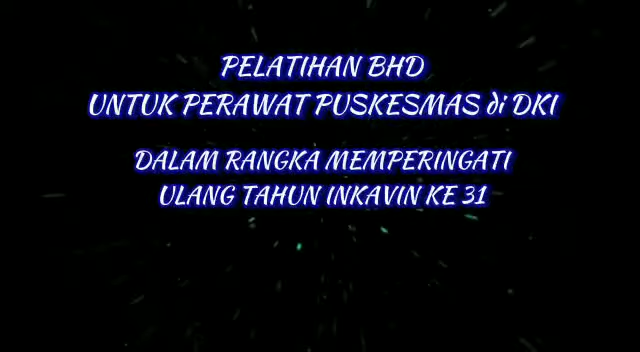 PELATIHAN BHD
UNTUK PERAWAT PUSKESMAS di DKI
DALAM RANGKA MEMPERINGATI
ULANG TAHUN INKAVIN KE 31